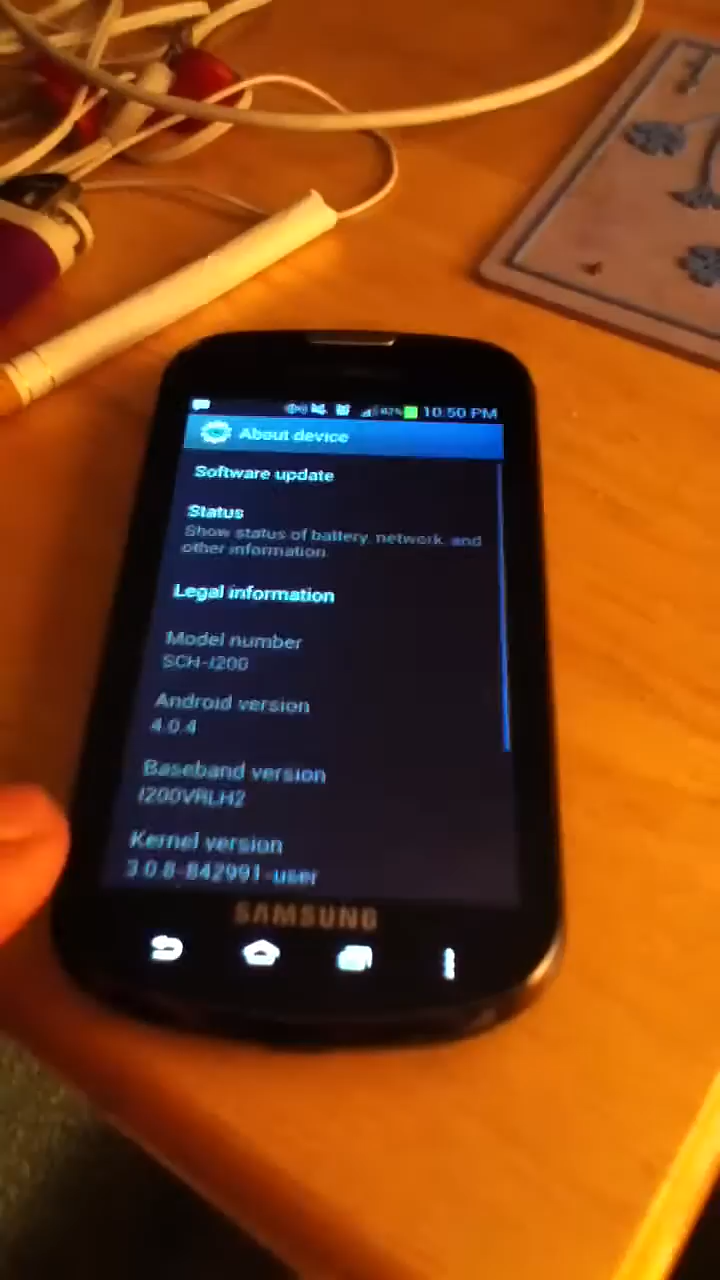 10:50 PM
About device
Software update
Status
Show status of battery, network, and
other information.
Legal information
Model number
SCH-I200
Android version
4.0.4
Baseband version
I200VRLH2
Kernel version
3.0.8-842991-user
SAMSUNG